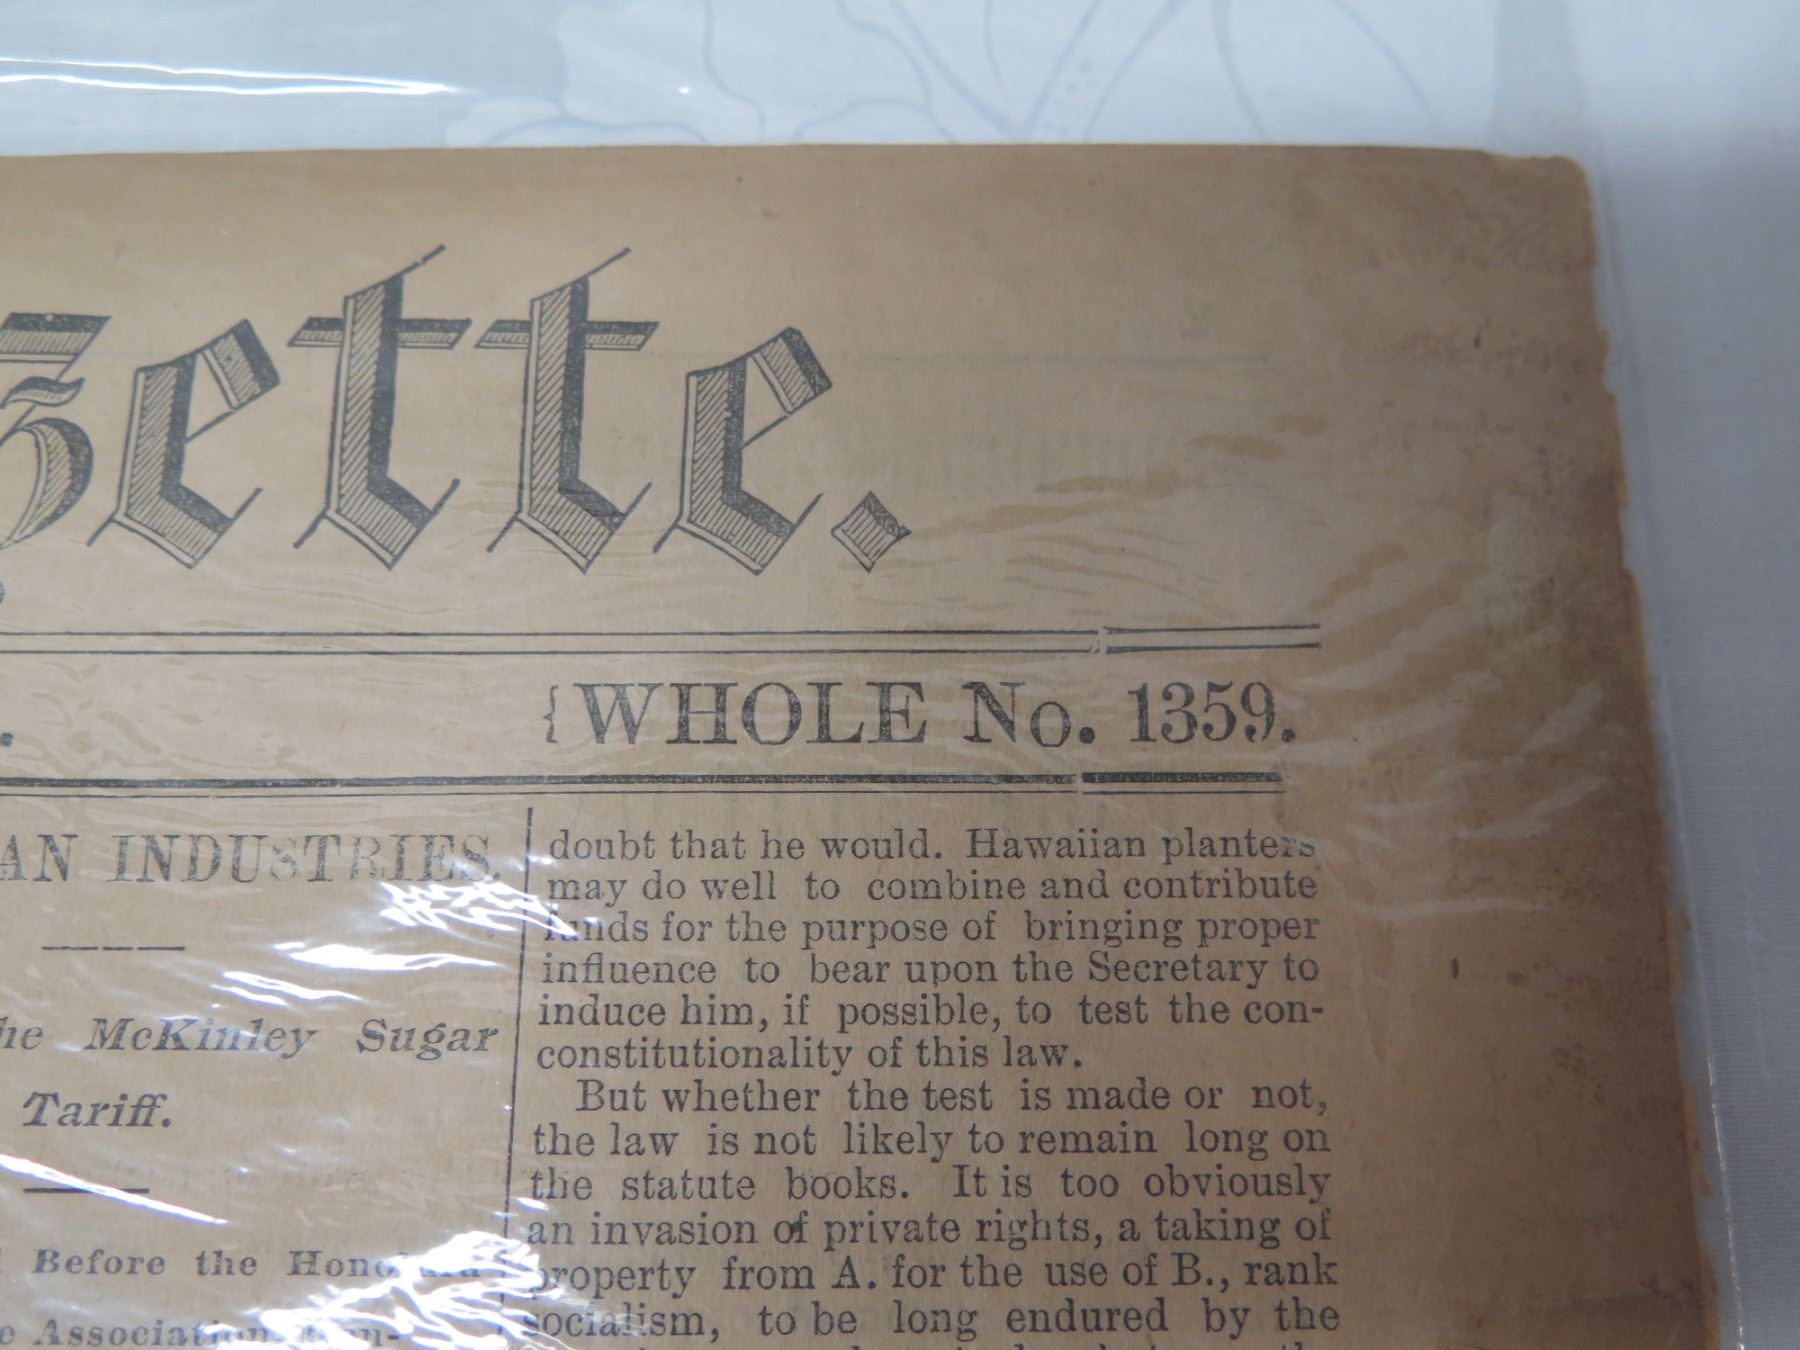 zette.
{WHOLE No. 1359.
AN INDUSTRIES.
he McKinley Sugar
Tariff.
Before the
e Association
doubt that he would. Hawaiian planters
may do well to combine and contribute
funds for the purpose of bringing proper
influence to bear upon the Secretary to
induce him, if possible, to test the con-
constitutionality of this law.
But whether the test is made or not,
the law is not likely to remain long on
the statute books. It is too obviously
an invasion of private rights, a taking of
property from A. for the use of B., rank
socialism, to be long endured by the